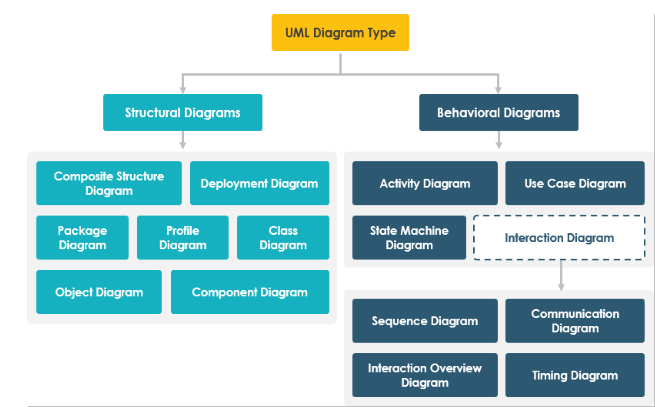 UML Diagram Type
Structural Diagrams
Behavioral Diagrams
Composite Structure
Diagram
Deployment Diagram
Package
Diagram
Profile
Diagram
Class
Diagram
Object Diagram
Component Diagram
Activity Diagram
Use Case Diagram
State Machine
Diagram
Interaction Diagram
Sequence Diagram
Communication
Diagram
Interaction Overview
Diagram
Timing Diagram